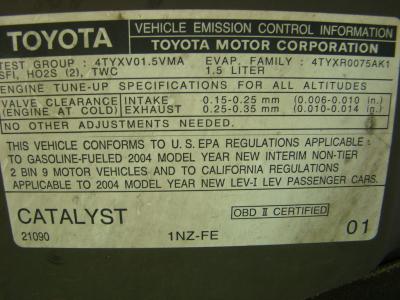 TOYOTA VEHICLE EMISSION CONTROL INFORMATION
TOYOTA MOTOR CORPORATION
TEST GROUP : 4TYXV01.5VMA EVAP. FAMILY : 4TYXR0075AK1
SFI, HO2S (2), TWC 1.5 LITER
ENGINE TUNE-UP SPECIFICATIONS FOR ALL ALTITUDES
VALVE CLEARANCE INTAKE 0.15-0.25 mm (0.006-0.010 in.)
(ENGINE AT COLD) EXHAUST 0.25-0.35 mm (0.010-0.014 in.)
NO OTHER ADJUSTMENTS NEEDED.
THIS VEHICLE CONFORMS TO U.S. EPA REGULATIONS APPLICABLE
TO GASOLINE-FUELED 2004 MODEL YEAR NEW INTERIM NON-TIER
2 BIN 9 MOTOR VEHICLES AND TO CALIFORNIA REGULATIONS
APPLICABLE TO 2004 MODEL YEAR NEW LEV-I LEV PASSENGER CARS.
CATALYST OBD II CERTIFIED
21090 1NZ-FE 01